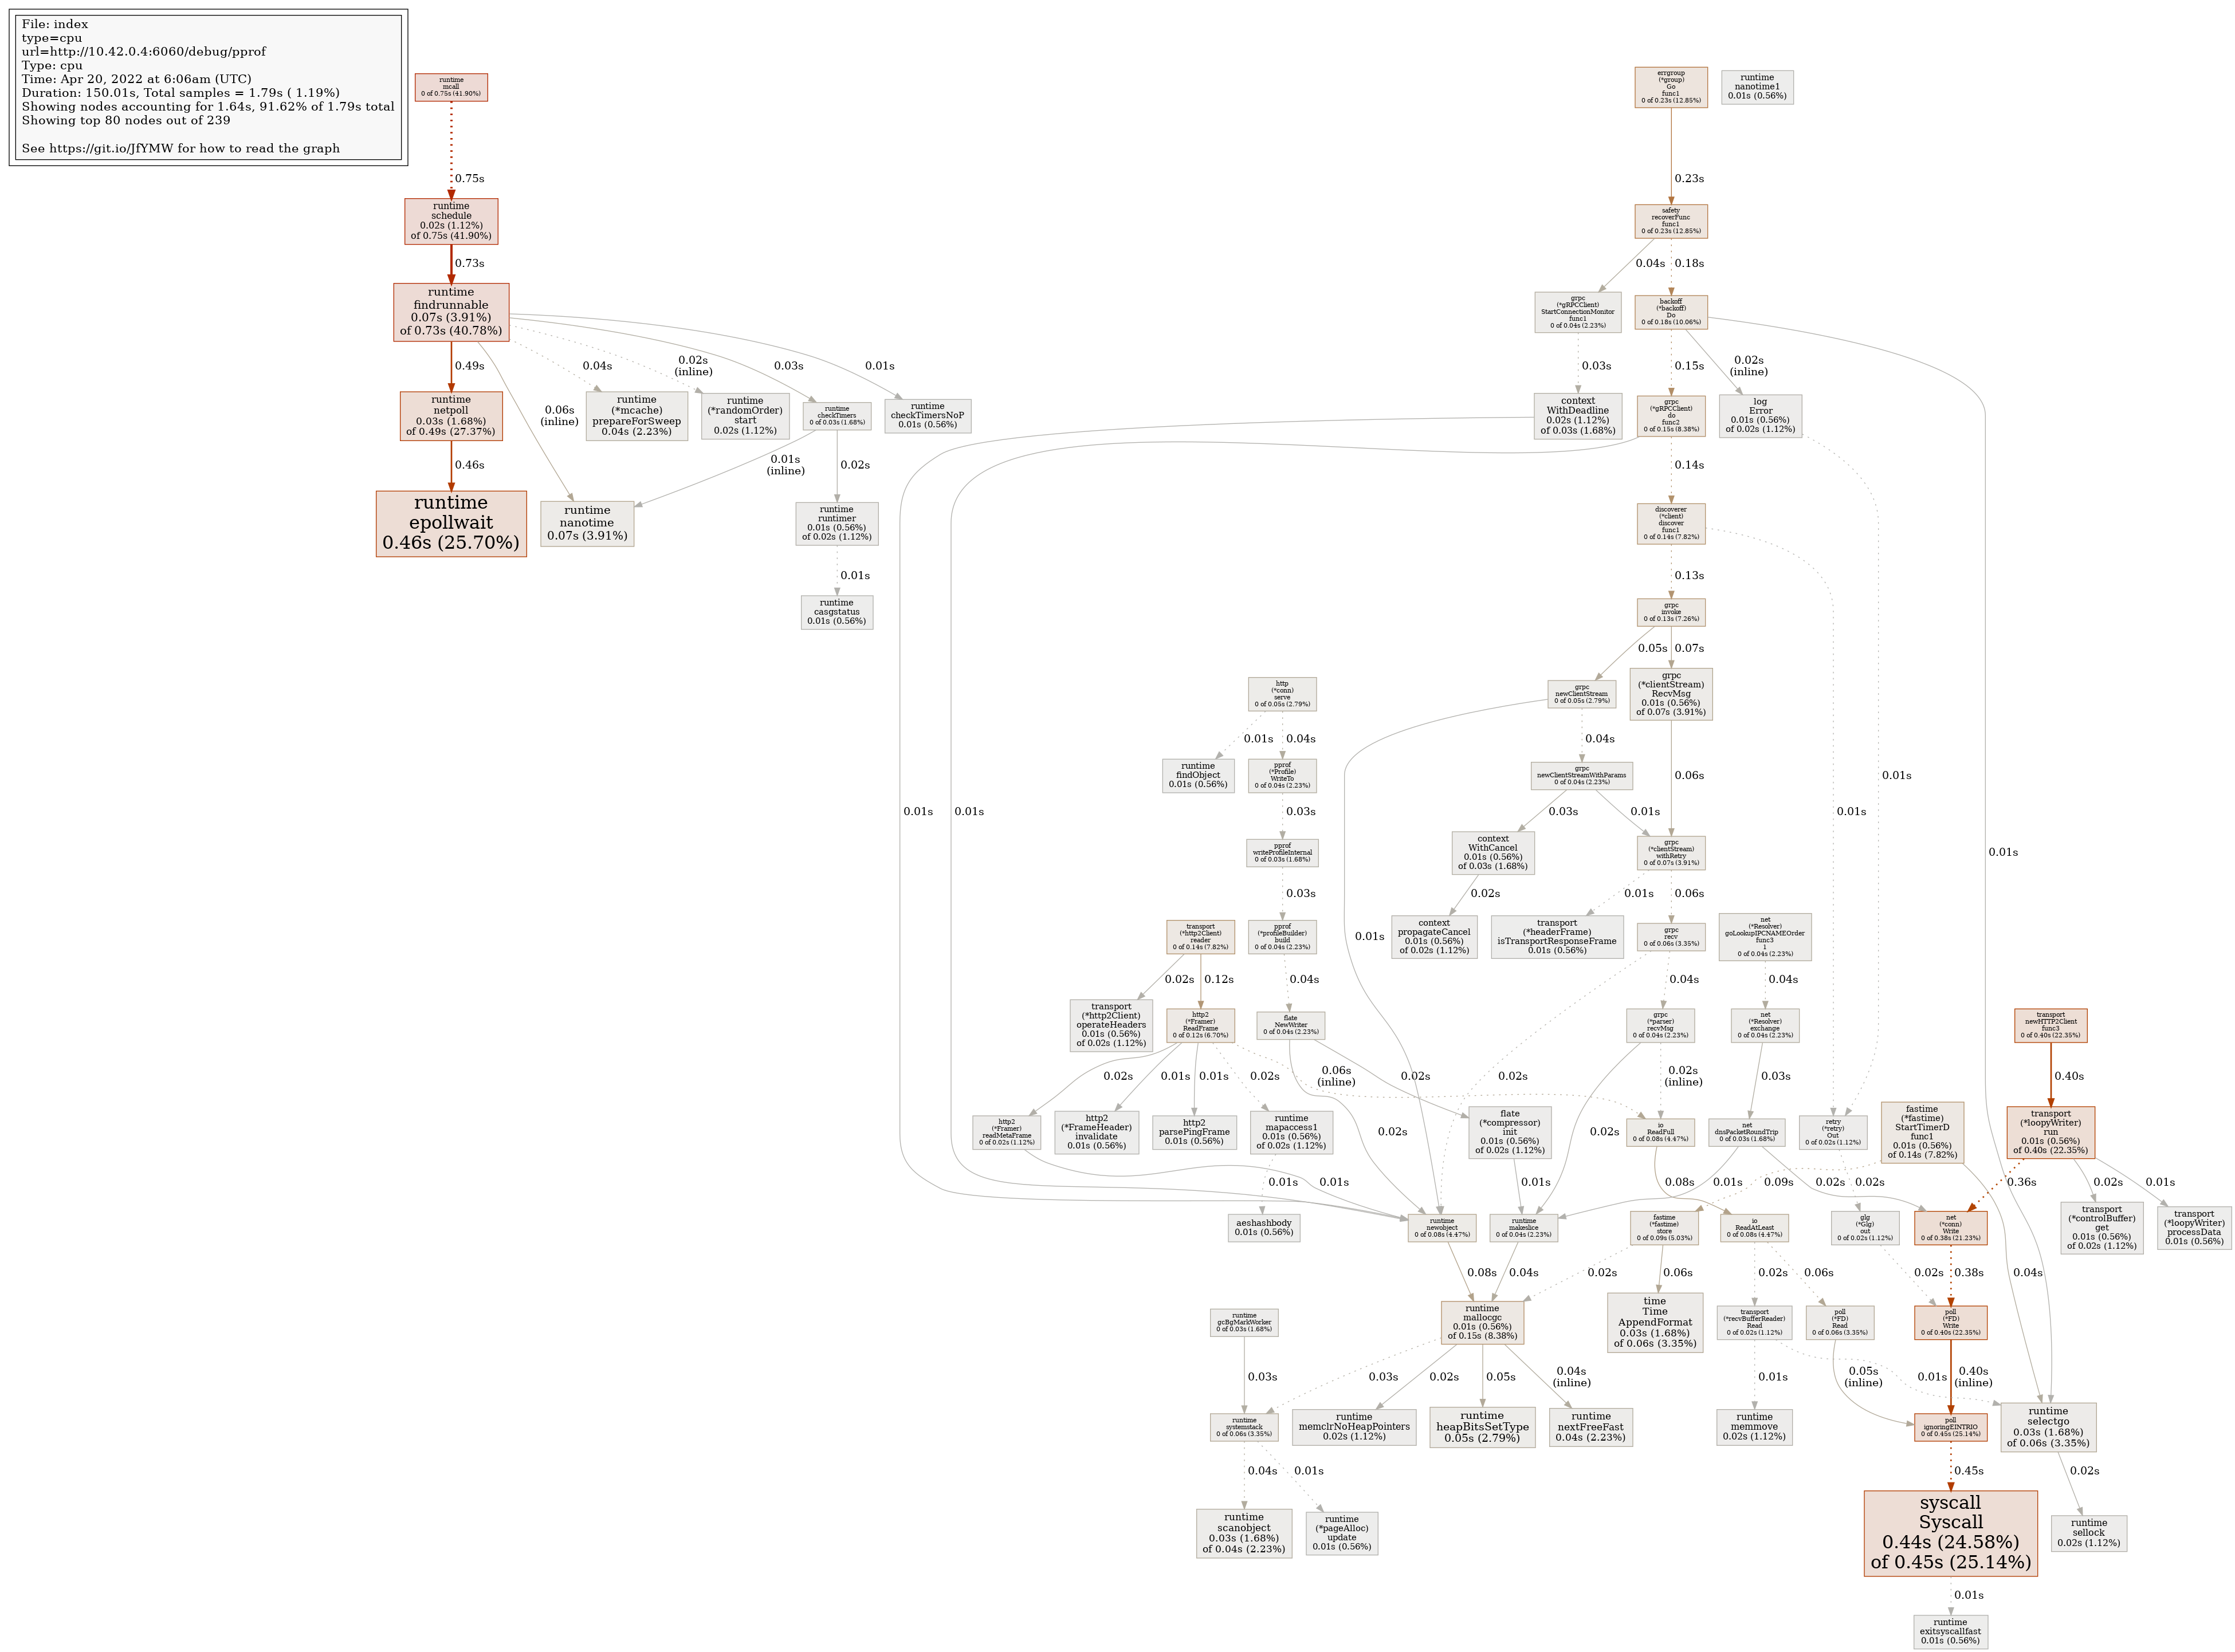 File: index
type=cpu
url=http://10.42.0.4:6060/debug/pprof
Type: cpu
Time: Apr 20, 2022 at 6:06am (UTC)
Duration: 150.01s, Total samples = 1.79s ( 1.19%)
Showing nodes accounting for 1.64s, 91.62% of 1.79s total
Showing top 80 nodes out of 239
See https://git.io/JfYMW for how to read the graph
runtime
mcall
0 of 0.75s (41.90%)
errgroup
(*group)
Go
func1
0 of 0.23s (12.85%)
runtime
nanotime1
0.01s (0.56%)
0.75s
0.23s
runtime
schedule
0.02s (1.12%)
of 0.75s (41.90%)
safety
recoverFunc
func1
0 of 0.23s (12.85%)
0.73s
0.04s
0.18s
runtime
findrunnable
0.07s (3.91%)
of 0.73s (40.78%)
grpc
(*gRPCClient)
StartConnectionMonitor
func1
0 of 0.04s (2.23%)
backoff
(*backoff)
Do
0 of 0.18s (10.06%)
0.49s
0.06s
(inline)
0.04s
0.02s
(inline)
0.03s
0.01s
0.03s
0.15s
0.02s
(inline)
0.01s
runtime
netpoll
0.03s (1.68%)
of 0.49s (27.37%)
runtime
(*mcache)
prepareForSweep
0.04s (2.23%)
runtime
(*randomOrder)
start
0.02s (1.12%)
runtime
checkTimers
0 of 0.03s (1.68%)
runtime
checkTimersNoP
0.01s (0.56%)
context
WithDeadline
0.02s (1.12%)
of 0.03s (1.68%)
grpc
(*gRPCClient)
do
func2
0 of 0.15s (8.38%)
log
Error
0.01s (0.56%)
of 0.02s (1.12%)
0.46s
0.01s
(inline)
0.02s
0.01s
0.01s
0.14s
0.01s
runtime
epollwait
0.46s (25.70%)
runtime
nanotime
0.07s (3.91%)
runtime
runtimer
0.01s (0.56%)
of 0.02s (1.12%)
discoverer
(*client)
discover
func1
0 of 0.14s (7.82%)
0.01s
0.13s
0.01s
runtime
casgstatus
0.01s (0.56%)
grpc
invoke
0 of 0.13s (7.26%)
0.05s
0.07s
http
(*conn)
serve
0 of 0.05s (2.79%)
grpc
newClientStream
0 of 0.05s (2.79%)
grpc
(*clientStream)
RecvMsg
0.01s (0.56%)
of 0.07s (3.91%)
0.01s
0.04s
0.01s
0.04s
0.06s
runtime
findObject
0.01s (0.56%)
pprof
(*Profile)
WriteTo
0 of 0.04s (2.23%)
grpc
newClientStreamWithParams
0 of 0.04s (2.23%)
0.03s
0.03s
0.01s
pprof
writeProfileInternal
0 of 0.03s (1.68%)
context
WithCancel
0.01s (0.56%)
of 0.03s (1.68%)
grpc
(*clientStream)
withRetry
0 of 0.07s (3.91%)
0.03s
0.02s
0.01s
0.06s
transport
(*http2Client)
reader
0 of 0.14s (7.82%)
pprof
(*profileBuilder)
build
0 of 0.04s (2.23%)
context
propagateCancel
0.01s (0.56%)
of 0.02s (1.12%)
transport
(*headerFrame)
isTransportResponseFrame
0.01s (0.56%)
grpc
recv
0 of 0.06s (3.35%)
net
(*Resolver)
goLookupIPCNAMEOrder
func3
1
0 of 0.04s (2.23%)
0.02s
0.12s
0.04s
0.02s
0.04s
0.04s
transport
(*http2Client)
operateHeaders
0.01s (0.56%)
of 0.02s (1.12%)
http2
(*Framer)
ReadFrame
0 of 0.12s (6.70%)
flate
NewWriter
0 of 0.04s (2.23%)
grpc
(*parser)
recvMsg
0 of 0.04s (2.23%)
net
(*Resolver)
exchange
0 of 0.04s (2.23%)
transport
newHTTP2Client
func3
0 of 0.40s (22.35%)
0.02s
0.01s
0.01s
0.02s
0.06s
(inline)
0.02s
0.02s
0.02s
0.02s
(inline)
0.03s
0.40s
http2
(*Framer)
readMetaFrame
0 of 0.02s (1.12%)
http2
(*FrameHeader)
invalidate
0.01s (0.56%)
http2
parsePingFrame
0.01s (0.56%)
runtime
mapaccess1
0.01s (0.56%)
of 0.02s (1.12%)
flate
(*compressor)
init
0.01s (0.56%)
of 0.02s (1.12%)
io
ReadFull
0 of 0.08s (4.47%)
net
dnsPacketRoundTrip
0 of 0.03s (1.68%)
retry
(*retry)
Out
0 of 0.02s (1.12%)
fastime
(*fastime)
StartTimerD
func1
0.01s (0.56%)
of 0.14s (7.82%)
transport
(*loopyWriter)
run
0.01s (0.56%)
of 0.40s (22.35%)
0.01s
0.01s
0.01s
0.08s
0.01s
0.02s
0.09s
0.02s
0.04s
0.36s
0.02s
0.01s
aeshashbody
0.01s (0.56%)
runtime
newobject
0 of 0.08s (4.47%)
runtime
makeslice
0 of 0.04s (2.23%)
fastime
(*fastime)
store
0 of 0.09s (5.03%)
io
ReadAtLeast
0 of 0.08s (4.47%)
glg
(*Glg)
out
0 of 0.02s (1.12%)
net
(*conn)
Write
0 of 0.38s (21.23%)
transport
(*controlBuffer)
get
0.01s (0.56%)
of 0.02s (1.12%)
transport
(*loopyWriter)
processData
0.01s (0.56%)
0.08s
0.04s
0.02s
0.06s
0.02s
0.06s
0.02s
0.38s
runtime
gcBgMarkWorker
0 of 0.03s (1.68%)
runtime
mallocgc
0.01s (0.56%)
of 0.15s (8.38%)
time
Time
AppendFormat
0.03s (1.68%)
of 0.06s (3.35%)
transport
(*recvBufferReader)
Read
0 of 0.02s (1.12%)
poll
(*FD)
Read
0 of 0.06s (3.35%)
poll
(*FD)
Write
0 of 0.40s (22.35%)
0.03s
0.03s
0.02s
0.05s
0.04s
(inline)
0.01s
0.01s
0.05s
(inline)
0.40s
(inline)
runtime
systemstack
0 of 0.06s (3.35%)
runtime
memclrNoHeapPointers
0.02s (1.12%)
runtime
heapBitsSetType
0.05s (2.79%)
runtime
nextFreeFast
0.04s (2.23%)
runtime
memmove
0.02s (1.12%)
poll
ignoringEINTRIO
0 of 0.45s (25.14%)
runtime
selectgo
0.03s (1.68%)
of 0.06s (3.35%)
0.04s
0.01s
0.45s
0.02s
runtime
scanobject
0.03s (1.68%)
of 0.04s (2.23%)
runtime
(*pageAlloc)
update
0.01s (0.56%)
syscall
Syscall
0.44s (24.58%)
of 0.45s (25.14%)
runtime
sellock
0.02s (1.12%)
0.01s
runtime
exitsyscallfast
0.01s (0.56%)